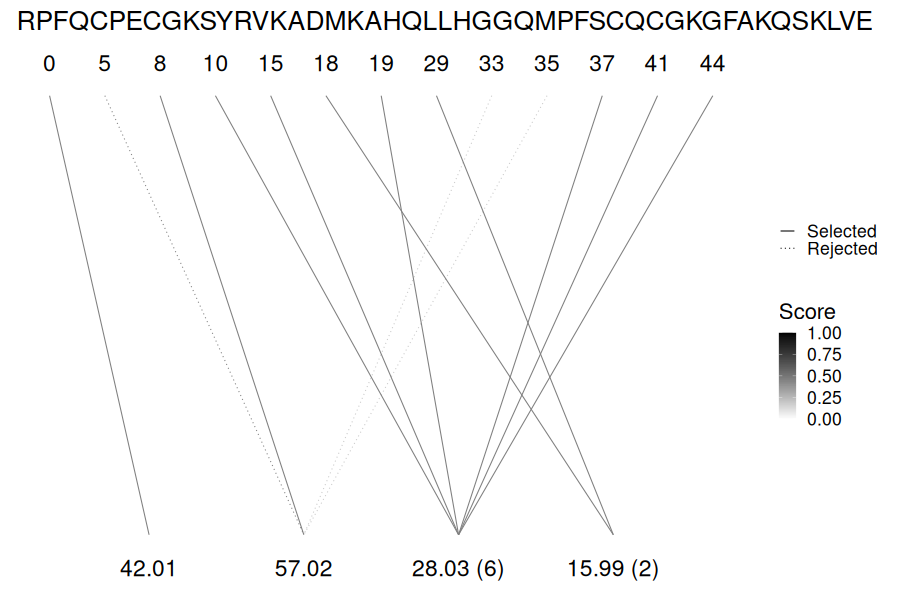 RPFQCPECGKSYRVKADMKAHQLLHGGQMPFSCQCGKGFAKQSKLVE
0 5 8 10 15 18 19 29 33 35 37 41 44
Selected
Rejected
Score
1.00
0.75
0.50
0.25
0.00
42.01 57.02 28.03 (6) 15.99 (2)